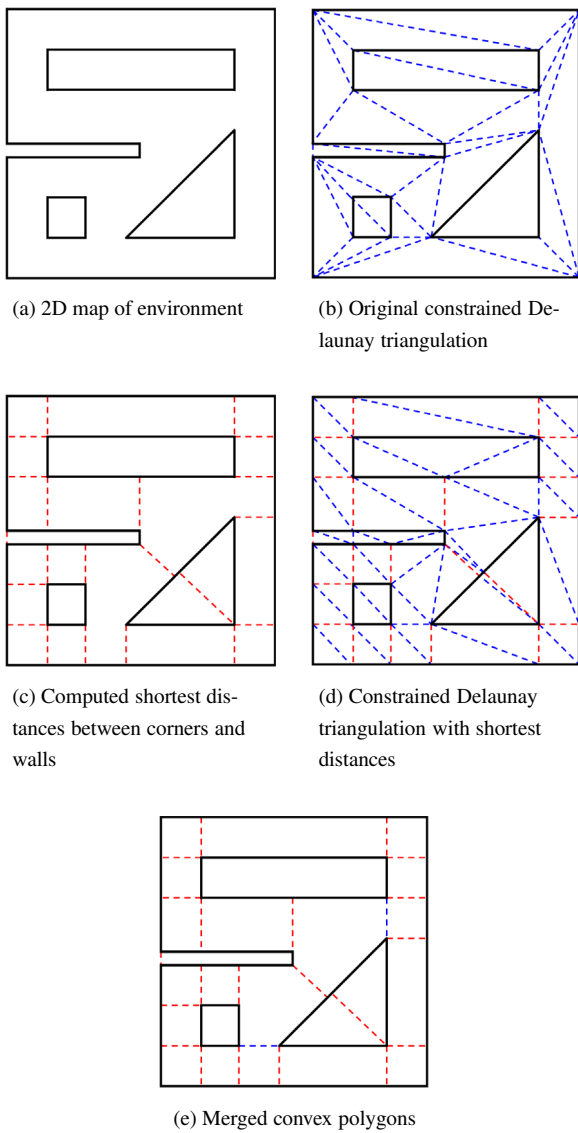 (a) 2D map of environment
(b) Original constrained De-
launay triangulation
(c) Computed shortest dis-
tances between corners and
walls
(d) Constrained Delaunay
triangulation with shortest
distances
(e) Merged convex polygons